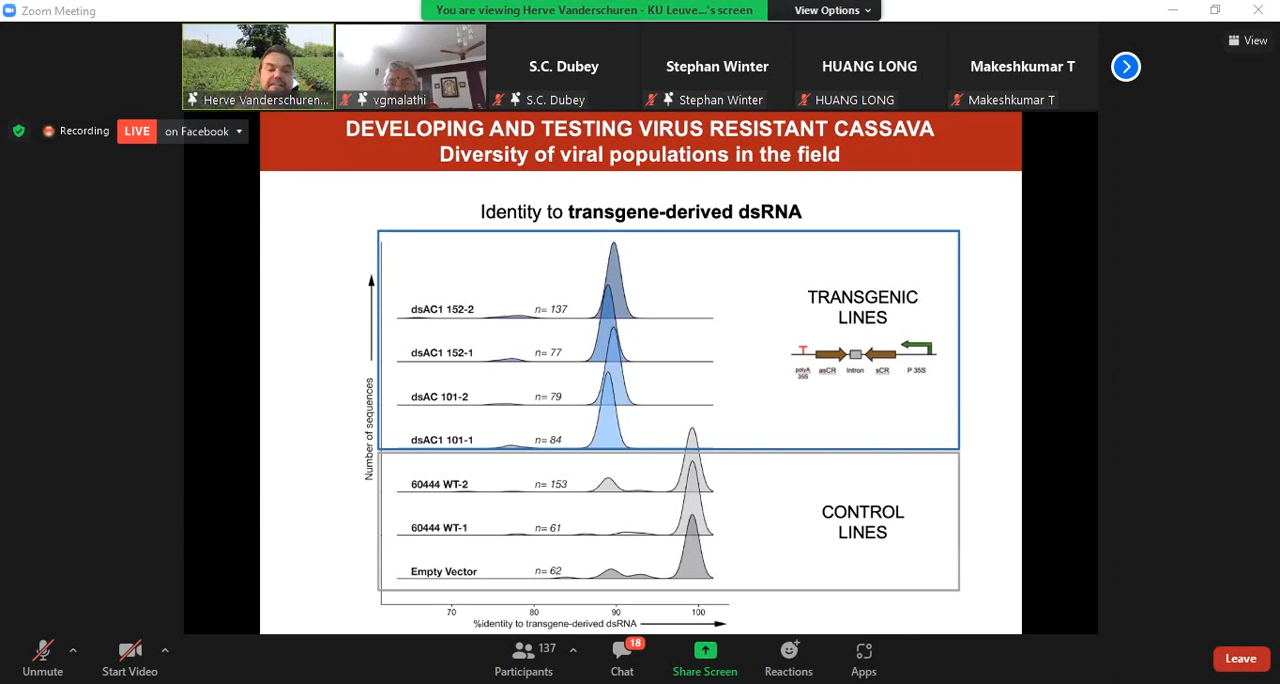 Zoom Meeting
You are viewing Herve Vanderschuren - KU Leuve...'s screen
View Options
View
Herve Vanderschuren...
vgmalathi
S.C. Dubey
S.C. Dubey
Stephan Winter
Stephan Winter
HUANG LONG
HUANG LONG
Makeshkumar T
Makeshkumar T
Recording
LIVE on Facebook
DEVELOPING AND TESTING VIRUS RESISTANT CASSAVA
Diversity of viral populations in the field
Identity to transgene-derived dsRNA
Number of sequences
dsAC1 152-2 n= 137
dsAC1 152-1 n= 77
dsAC 101-2 n= 79
dsAC1 101-1 n= 84
TRANSGENIC
LINES
polyA
35S
asCR
Intron
sCR
P 35S
60444 WT-2 n= 153
60444 WT-1 n= 61
Empty Vector n= 62
CONTROL
LINES
70 80 90 100
%identity to transgene-derived dsRNA
Unmute
Start Video
137
Participants
18
Chat
Share Screen
Reactions
Apps
Leave